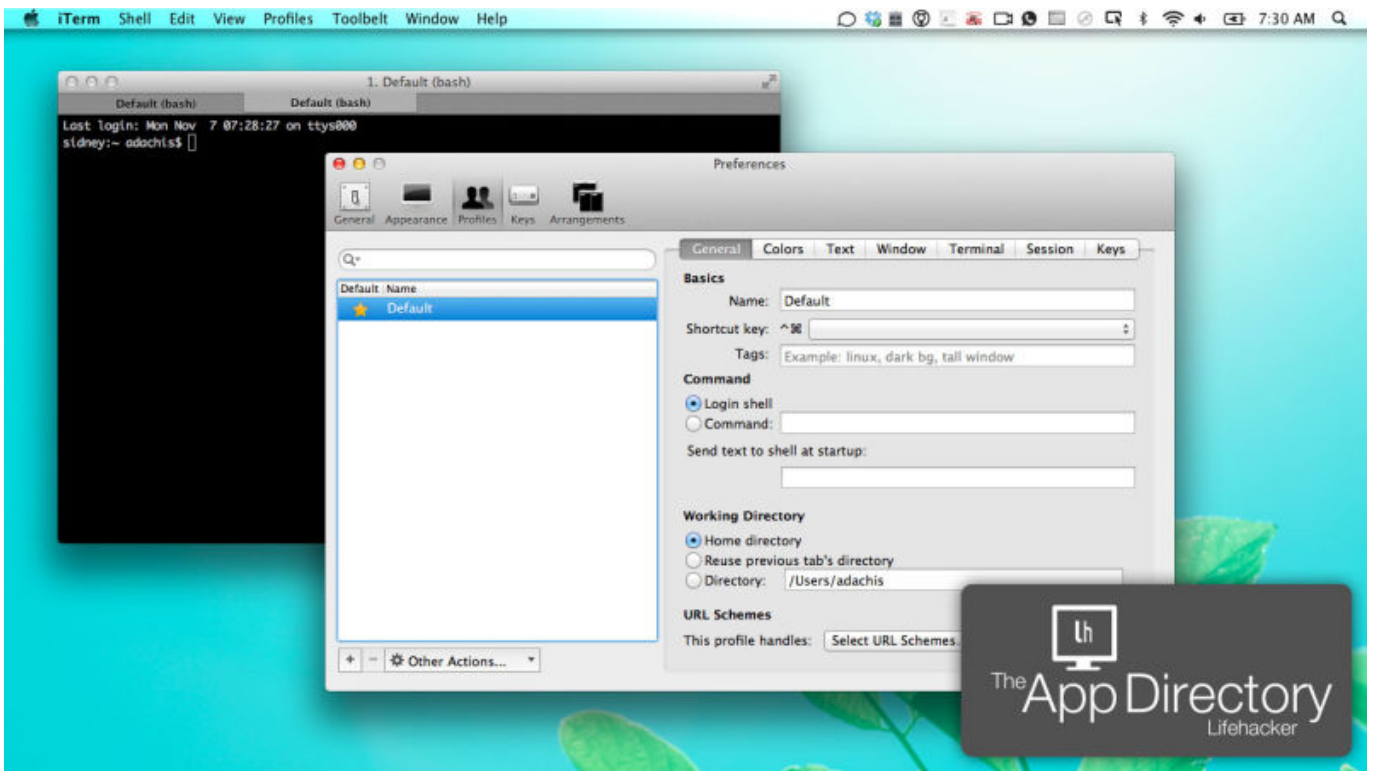 iTerm Shell Edit View Profiles Toolbelt Window Help 7:30 AM
1. Default (bash)
Default (bash) Default (bash)
Last login: Mon Nov 7 07:28:27 on ttys000
sidney:~ adachis$
Preferences
General Appearance Profiles Keys Arrangements
General Colors Text Window Terminal Session Keys
Default Name
Default
Basics
Name: Default
Shortcut key: ^⌘
Tags: Example: linux, dark bg, tall window
Command
Login shell
Command:
Send text to shell at startup:
Working Directory
Home directory
Reuse previous tab's directory
Directory: /Users/adachis
URL Schemes
This profile handles: Select URL Schemes..
+ - Other Actions...
lh
The App Directory
Lifehacker